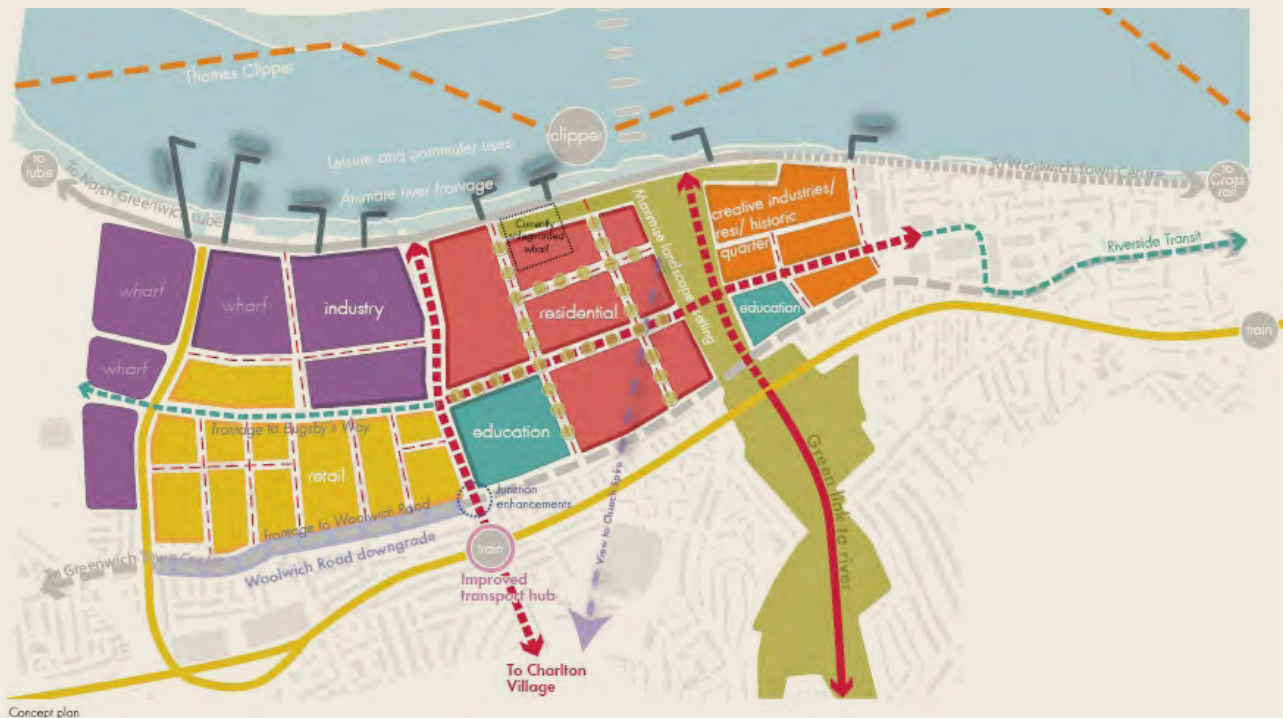 Thames Clipper
clipper
Leisure and commuter uses
Animate river frontage
to
tube
To North Greenwich tube
To Woolwich Town Centre
to
Cross
rail
wharf
wharf
industry
wharf
Currently
safeguarded
wharf
residential
Maximise landscape setting
creative industries/
resi/ historic
quarter
education
Riverside Transit
train
frontage to Bugsby's Way
retail
education
Junction
enhancements
frontage to Woolwich Road
Woolwich Road downgrade
To Greenwich Town Centre
train
Improved
transport hub
View to Church Spire
Green link to river
To Charlton
Village
Concept plan